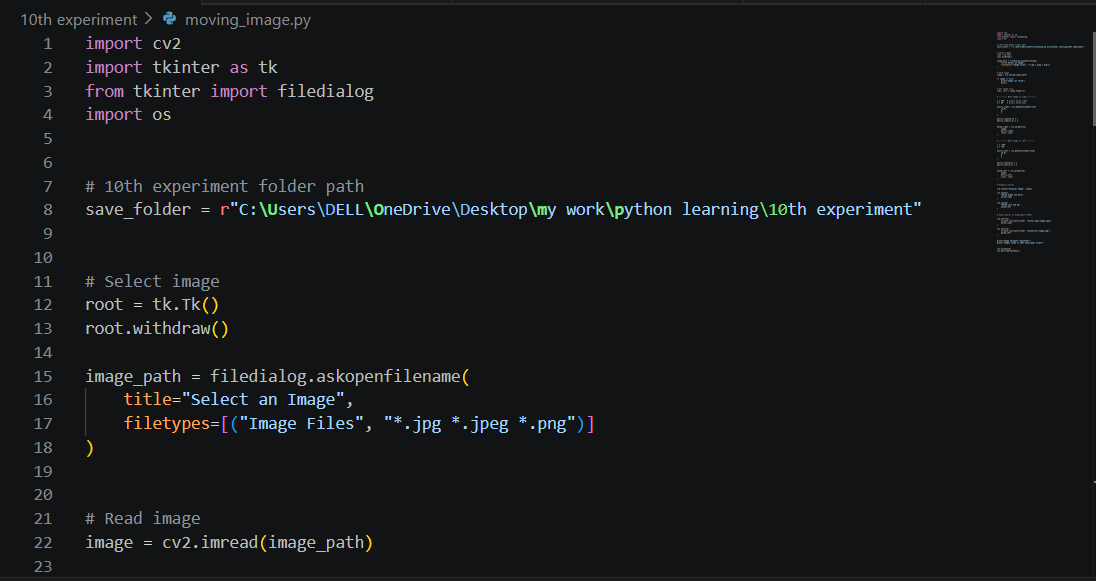 10th experiment > moving_image.py
1 import cv2
2 import tkinter as tk
3 from tkinter import filedialog
4 import os
5
6
7 # 10th experiment folder path
8 save_folder = r"C:\Users\DELL\OneDrive\Desktop\my work\python learning\10th experiment"
9
10
11 # Select image
12 root = tk.Tk()
13 root.withdraw()
14
15 image_path = filedialog.askopenfilename(
16     title="Select an Image",
17     filetypes=[("Image Files", "*.jpg *.jpeg *.png")]
18 )
19
20
21 # Read image
22 image = cv2.imread(image_path)
23